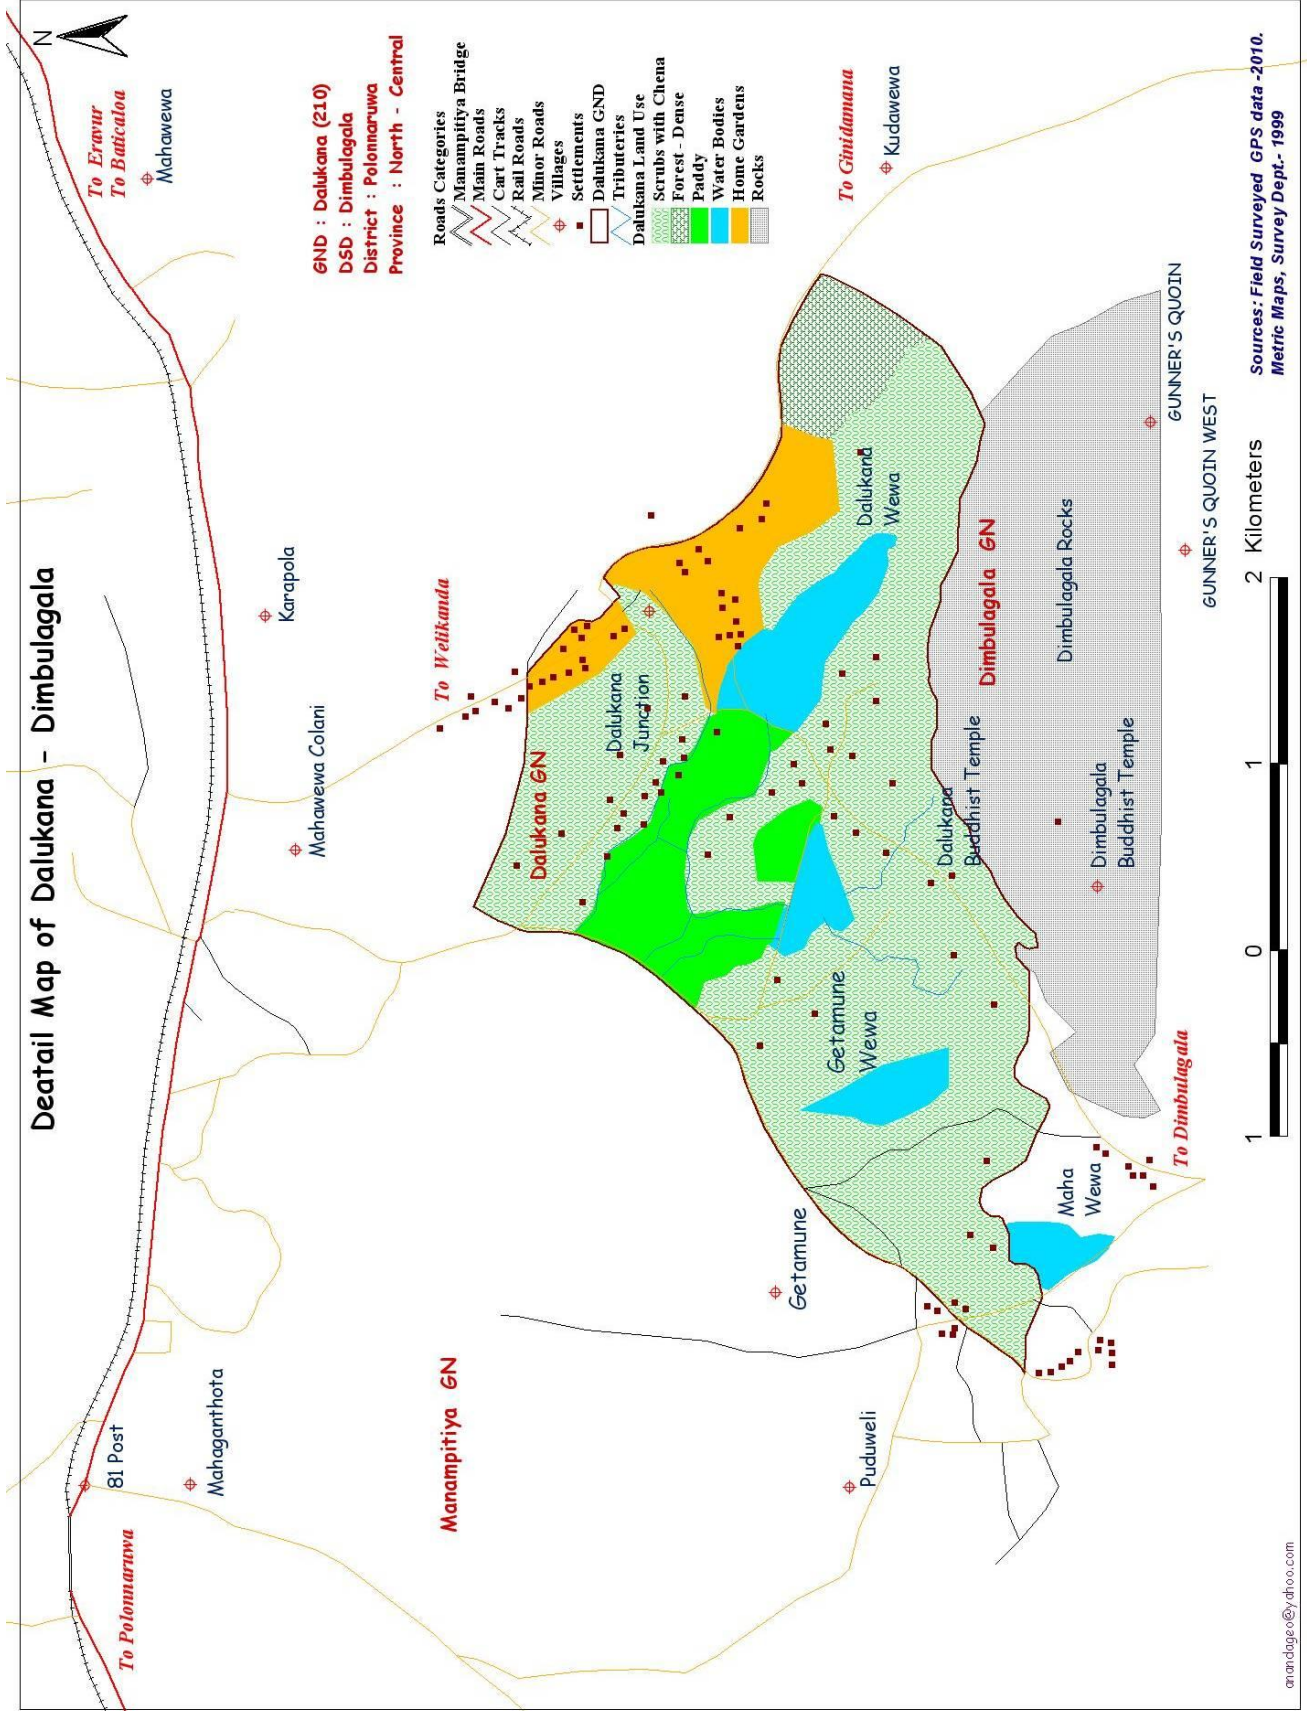 Deatail Map of Dalukana - Dimbulagala
N
To Eravur
To Baticaloa
Mahawewa
GND : Dalukana (210)
DSD : Dimbulagala
District : Polonnaruwa
Province : North - Central
Roads Categories
Manampitiya Bridge
Main Roads
Cart Tracks
Rail Roads
Minor Roads
Villages
Settlements
Dalukana GND
Tributeries
Dalukana Land Use
Scrubs with Chena
Forest - Dense
Paddy
Water Bodies
Home Gardens
Rocks
To Polonnaruwa
81 Post
Mahaganthota
Mahawewa Colani
Karapola
To Welikanda
Manampitiya GN
Dalukana GN
Dalukana
Junction
To Ginidamana
Kudawewa
Getamune
Puduweli
Getamune
Wewa
Dalukana
Wewa
Dalukana
Buddhist Temple
Dimbulagala GN
Maha
Wewa
Dimbulagala Rocks
Dimbulagala
Buddhist Temple
To Dimbulagala
GUNNER'S QUOIN
GUNNER'S QUOIN WEST
1 0 1 2 Kilometers
Sources: Field Surveyed GPS data -2010.
Metric Maps, Survey Dept.- 1999
anandageo@yahoo.com